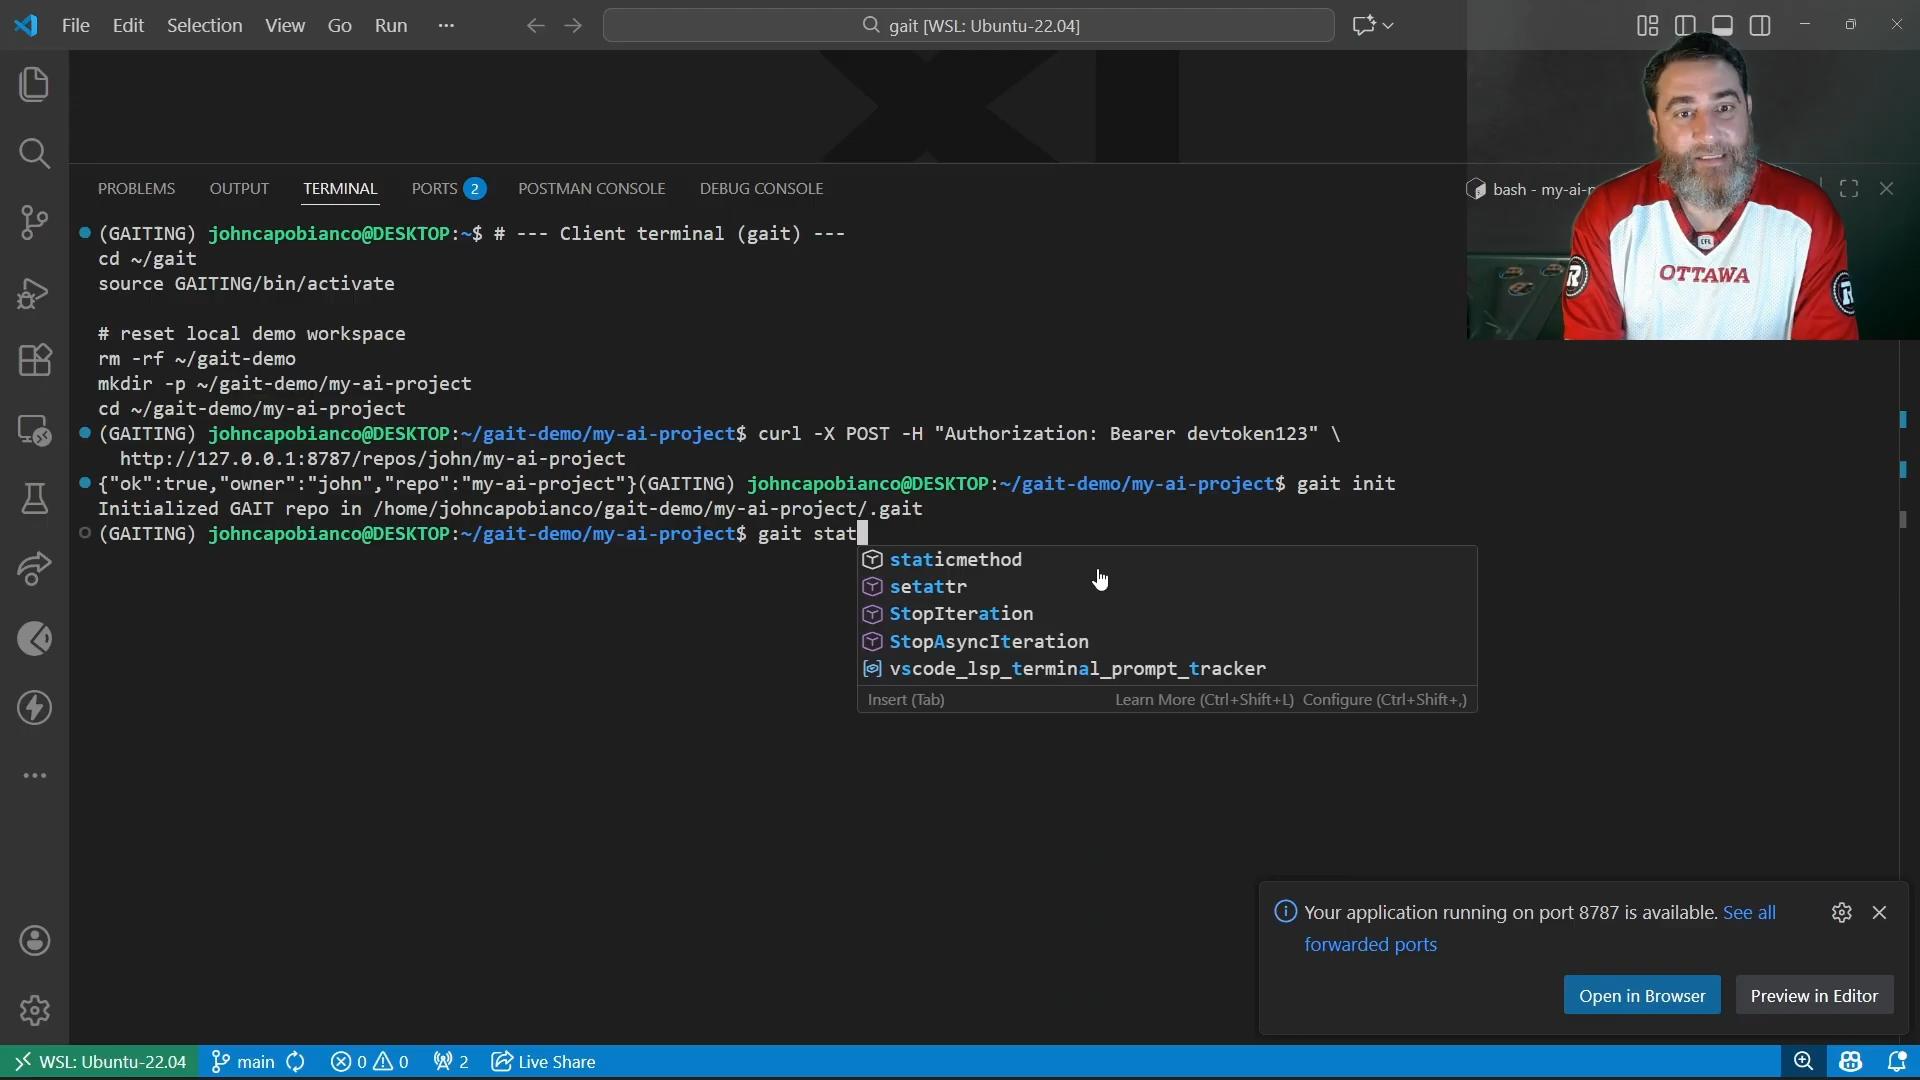 File Edit Selection View Go Run ···
gait [WSL: Ubuntu-22.04]
PROBLEMS OUTPUT TERMINAL PORTS 2 POSTMAN CONSOLE DEBUG CONSOLE
bash - my-ai-
(GAITING) johncapobianco@DESKTOP:~$ # --- Client terminal (gait) ---
cd ~/gait
source GAITING/bin/activate
# reset local demo workspace
rm -rf ~/gait-demo
mkdir -p ~/gait-demo/my-ai-project
cd ~/gait-demo/my-ai-project
(GAITING) johncapobianco@DESKTOP:~/gait-demo/my-ai-project$ curl -X POST -H "Authorization: Bearer devtoken123" \
http://127.0.0.1:8787/repos/john/my-ai-project
{"ok":true,"owner":"john","repo":"my-ai-project"}(GAITING) johncapobianco@DESKTOP:~/gait-demo/my-ai-project$ gait init
Initialized GAIT repo in /home/johncapobianco/gait-demo/my-ai-project/.gait
(GAITING) johncapobianco@DESKTOP:~/gait-demo/my-ai-project$ gait stat
staticmethod
setattr
StopIteration
StopAsyncIteration
vscode_lsp_terminal_prompt_tracker
Insert (Tab) Learn More (Ctrl+Shift+L) Configure (Ctrl+Shift+,)
CFL
OTTAWA
R
R
Your application running on port 8787 is available. See all
forwarded ports
Open in Browser Preview in Editor
WSL: Ubuntu-22.04 main 0 0 2 Live Share